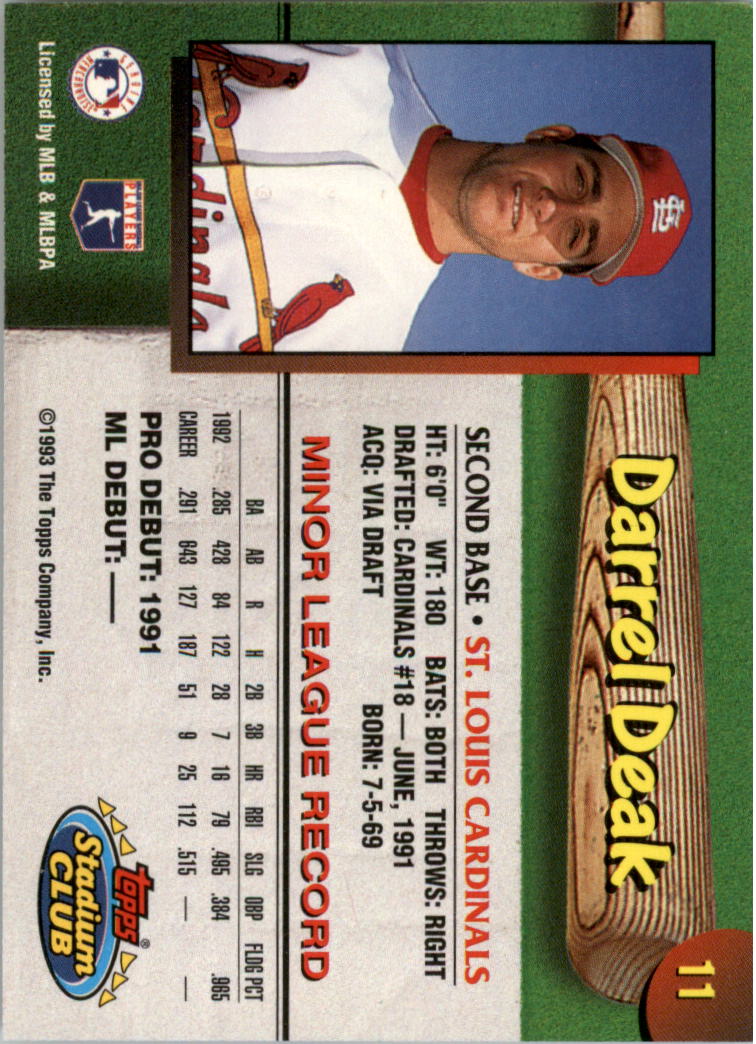 11
Darrel Deak
SECOND BASE • ST. LOUIS CARDINALS
HT: 6'0" WT: 180 BATS: BOTH THROWS: RIGHT
DRAFTED: CARDINALS #18 — JUNE, 1991
ACQ: VIA DRAFT BORN: 7-5-69
MINOR LEAGUE RECORD
BA AB R H 2B 3B HR RBI SLG OBP FLDG PCT
1992 .285 428 84 122 28 7 16 79 .495 .384 .965
CAREER .291 643 127 187 51 9 25 112 .515 — —
PRO DEBUT: 1991
ML DEBUT: —
Topps®
Stadium
CLUB
©1993 The Topps Company, Inc.
PLAYERS
Licensed by MLB & MLBPA
StL
Cardinals